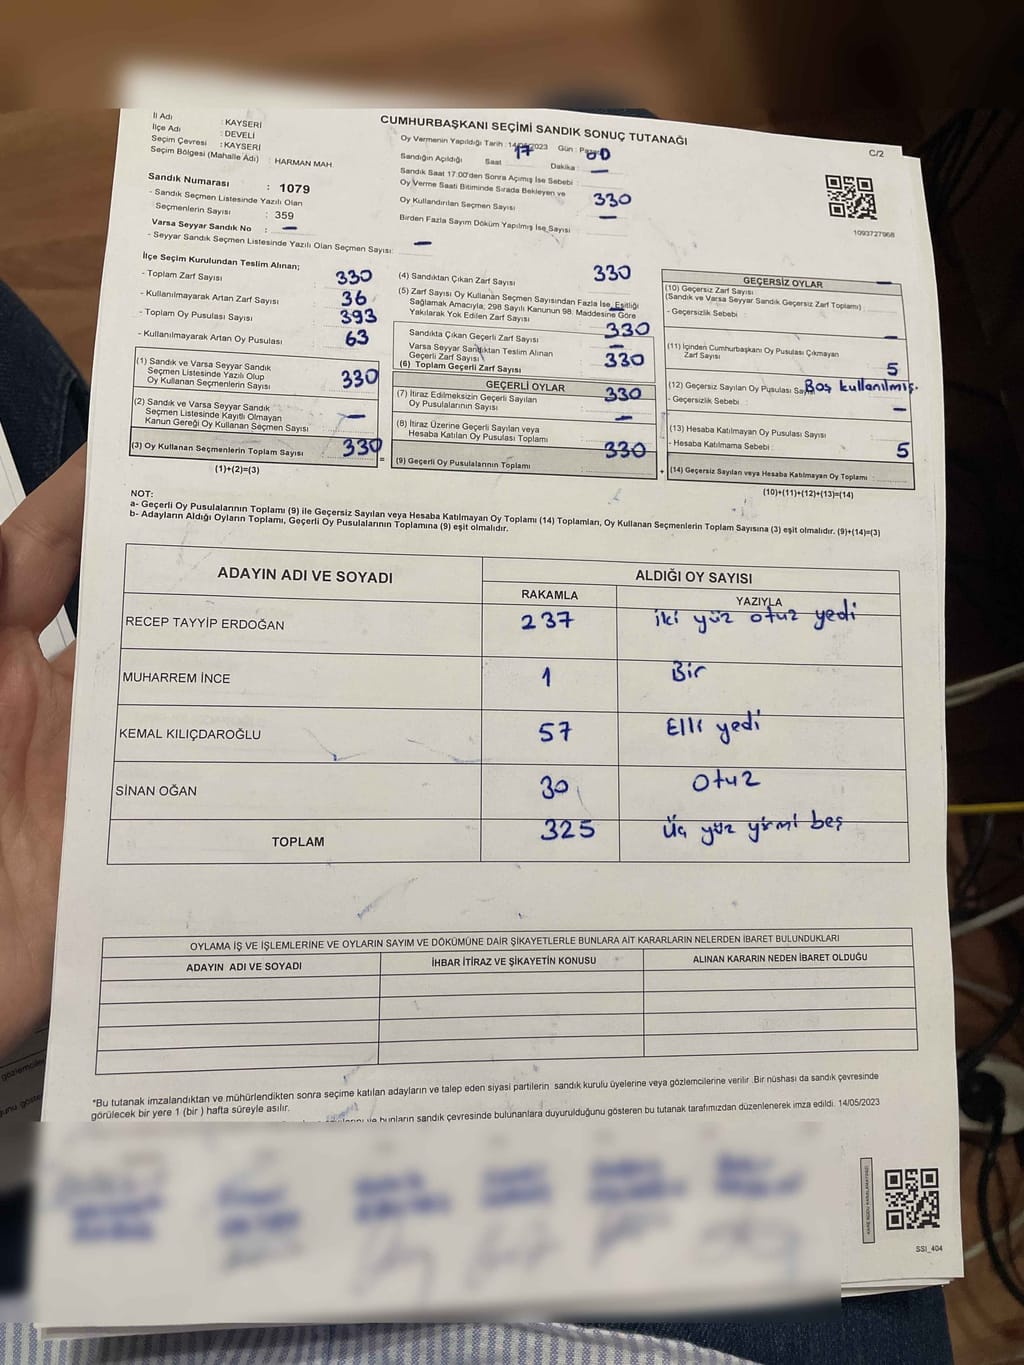 İl Adı : KAYSERİ
İlçe Adı : DEVELİ
Seçim Çevresi : KAYSERİ
Seçim Bölgesi (Mahalle Adı) : HARMAN MAH.
Sandık Numarası : 1079
- Sandık Seçmen Listesinde Yazılı Olan
Seçmenlerin Sayısı : 359
Varsa Seyyar Sandık No : —
- Seyyar Sandık Seçmen Listesinde Yazılı Olan Seçmen Sayısı: —
CUMHURBAŞKANI SEÇİMİ SANDIK SONUÇ TUTANAĞI
C/2
Oy Vermenin Yapıldığı Tarih : 14/05/2023 Gün : Pazar
Sandığın Açıldığı Saat 17 Dakika : 00
Sandık Saat 17:00'den Sonra Açımış İse Sebebi : —
Oy Verme Saati Bitiminde Sırada Bekleyen ve
Oy Kullandırılan Seçmen Sayısı 330
Birden Fazla Sayım Döküm Yapılmış İse Sayısı —
1093727968
İlçe Seçim Kurulundan Teslim Alınan;
- Toplam Zarf Sayısı : 330
- Kullanılmayarak Artan Zarf Sayısı : 36
- Toplam Oy Pusulası Sayısı : 393
- Kullanılmayarak Artan Oy Pusulası : 63
(1) Sandık ve Varsa Seyyar Sandık
Seçmen Listesinde Yazılı Olup
Oy Kullanan Seçmenlerin Sayısı 330
(2) Sandık ve Varsa Seyyar Sandık
Seçmen Listesinde Kayıtlı Olmayan
Kanun Gereği Oy Kullanan Seçmen Sayısı —
(3) Oy Kullanan Seçmenlerin Toplam Sayısı 330
(1)+(2)=(3)
=
(4) Sandıktan Çıkan Zarf Sayısı 330
(5) Zarf Sayısı Oy Kullanan Seçmen Sayısından Fazla İse, Eşitliği
Sağlamak Amacıyla; 298 Sayılı Kanunun 98. Maddesine Göre
Yakılarak Yok Edilen Zarf Sayısı —
Sandıkta Çıkan Geçerli Zarf Sayısı 330
Varsa Seyyar Sandıktan Teslim Alınan
Geçerli Zarf Sayısı —
(6) Toplam Geçerli Zarf Sayısı 330
GEÇERLİ OYLAR
(7) İtiraz Edilmeksizin Geçerli Sayılan
Oy Pusulalarının Sayısı 330
(8) İtiraz Üzerine Geçerli Sayılan veya
Hesaba Katılan Oy Pusulası Toplamı —
(9) Geçerli Oy Pusulalarının Toplamı 330
+
GEÇERSİZ OYLAR
(10) Geçersiz Zarf Sayısı —
(Sandık ve Varsa Seyyar Sandık Geçersiz Zarf Toplamı) :
- Geçersizlik Sebebi :
(11) İçinden Cumhurbaşkanı Oy Pusulası Çıkmayan —
Zarf Sayısı
5
(12) Geçersiz Sayılan Oy Pusulası Sayısı Boş kullanılmış.
- Geçersizlik Sebebi :
(13) Hesaba Katılmayan Oy Pusulası Sayısı —
- Hesaba Katılmama Sebebi :
(14) Geçersiz Sayılan veya Hesaba Katılmayan Oy Toplamı : 5
(10)+(11)+(12)+(13)=(14)
NOT:
a- Geçerli Oy Pusulalarının Toplamı (9) ile Geçersiz Sayılan veya Hesaba Katılmayan Oy Toplamı (14) Toplamları, Oy Kullanan Seçmenlerin Toplam Sayısına (3) eşit olmalıdır. (9)+(14)=(3)
b- Adayların Aldığı Oyların Toplamı, Geçerli Oy Pusulalarının Toplamına (9) eşit olmalıdır.
ADAYIN ADI VE SOYADI ALDIĞI OY SAYISI
RAKAMLA YAZIYLA
RECEP TAYYİP ERDOĞAN 237 iki yüz otuz yedi
MUHARREM İNCE 1 Bir
KEMAL KILIÇDAROĞLU 57 Elli yedi
SİNAN OĞAN 30 Otuz
TOPLAM 325 Üç yüz yirmi beş
OYLAMA İŞ VE İŞLEMLERİNE VE OYLARIN SAYIM VE DÖKÜMÜNE DAİR ŞİKAYETLERLE BUNLARA AİT KARARLARIN NELERDEN İBARET BULUNDUKLARI
ADAYIN ADI VE SOYADI İHBAR İTİRAZ VE ŞİKAYETİN KONUSU ALINAN KARARIN NEDEN İBARET OLDUĞU
*Bu tutanak imzalandıktan ve mühürlendikten sonra seçime katılan adayların ve talep eden siyasi partilerin sandık kurulu üyelerine veya gözlemcilerine verilir .Bir nüshası da sandık çevresinde
görülecek bir yere 1 (bir ) hafta süreyle asılır.
ve bunların sandık çevresinde bulunanlara duyurulduğunu gösteren bu tutanak tarafımızdan düzenlenerek imza edildi. 14/05/2023
SSI_404